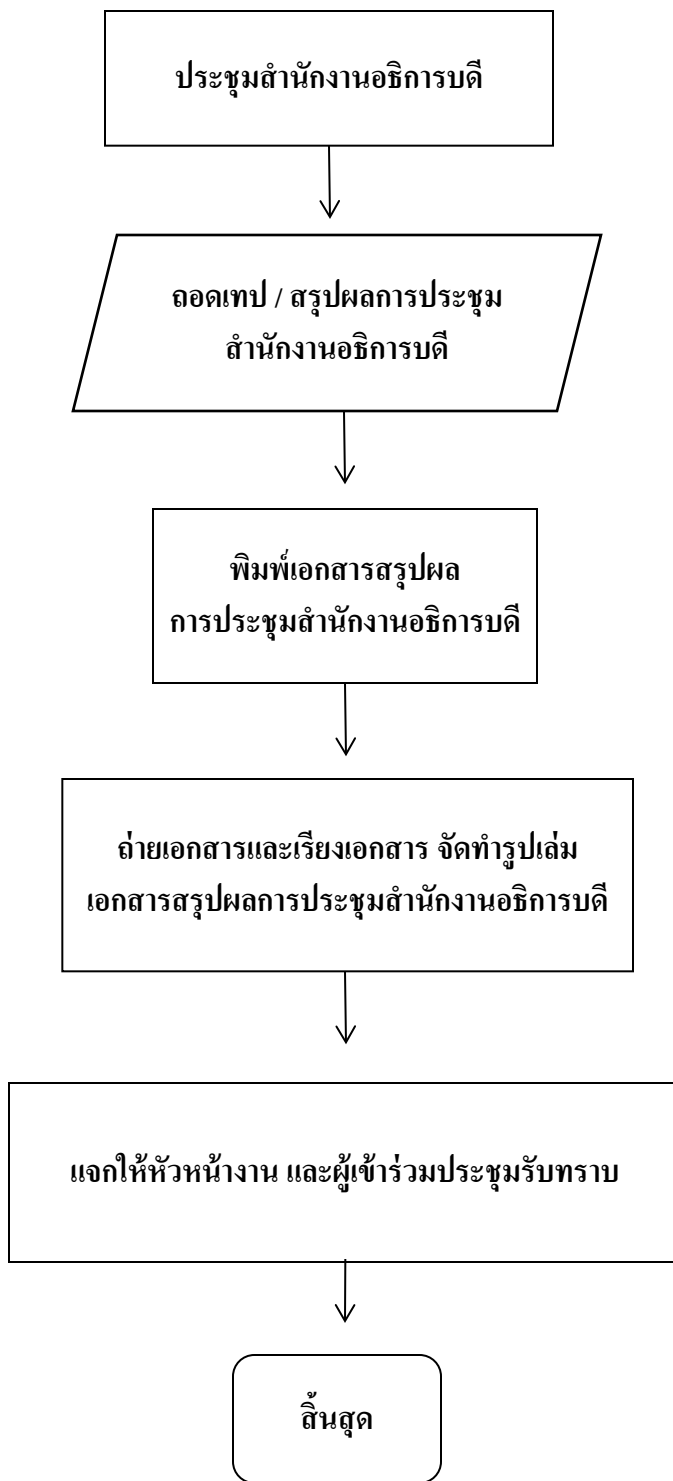 ประชุมสำนักงานอธิการบดี
ถอดเทป / สรุปผลการประชุม
สำนักงานอธิการบดี
พิมพ์เอกสารสรุปผล
การประชุมสำนักงานอธิการบดี
ถ่ายเอกสารและเรียงเอกสาร จัดทำรูปเล่ม
เอกสารสรุปผลการประชุมสำนักงานอธิการบดี
แจกให้หัวหน้างาน และผู้เข้าร่วมประชุมรับทราบ
สิ้นสุด